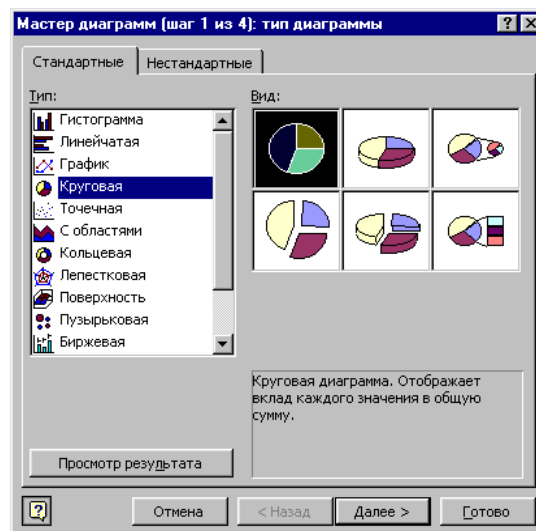 Мастер диаграмм (шаг 1 из 4): тип диаграммы
Стандартные
Нестандартные
Тип:
Гистограмма
Линейчатая
График
Круговая
Точечная
С областями
Кольцевая
Лепестковая
Поверхность
Пузырьковая
Биржевая
Вид:
Круговая диаграмма. Отображает
вклад каждого значения в общую
сумму.
Просмотр результата
Отмена
< Назад
Далее >
Готово